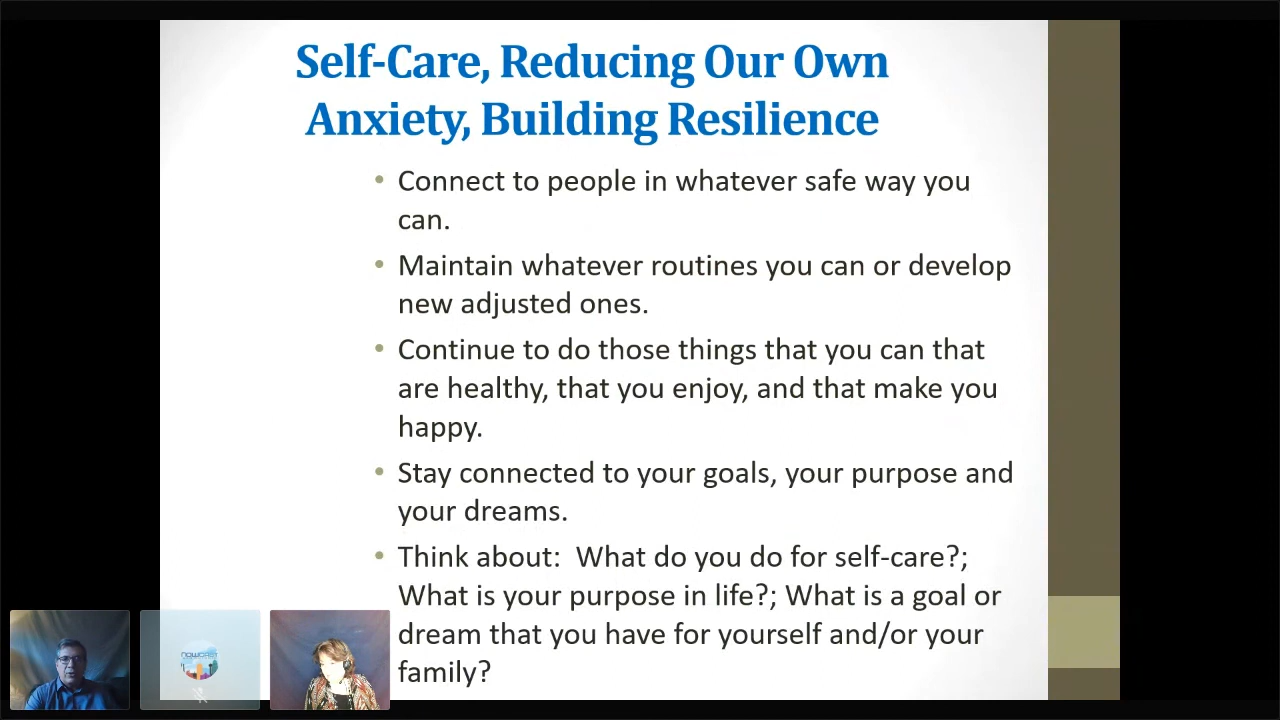 Self-Care, Reducing Our Own
Anxiety, Building Resilience
• Connect to people in whatever safe way you
can.
• Maintain whatever routines you can or develop
new adjusted ones.
• Continue to do those things that you can that
are healthy, that you enjoy, and that make you
happy.
• Stay connected to your goals, your purpose and
your dreams.
• Think about:  What do you do for self-care?;
What is your purpose in life?; What is a goal or
dream that you have for yourself and/or your
family?
NOWCAST